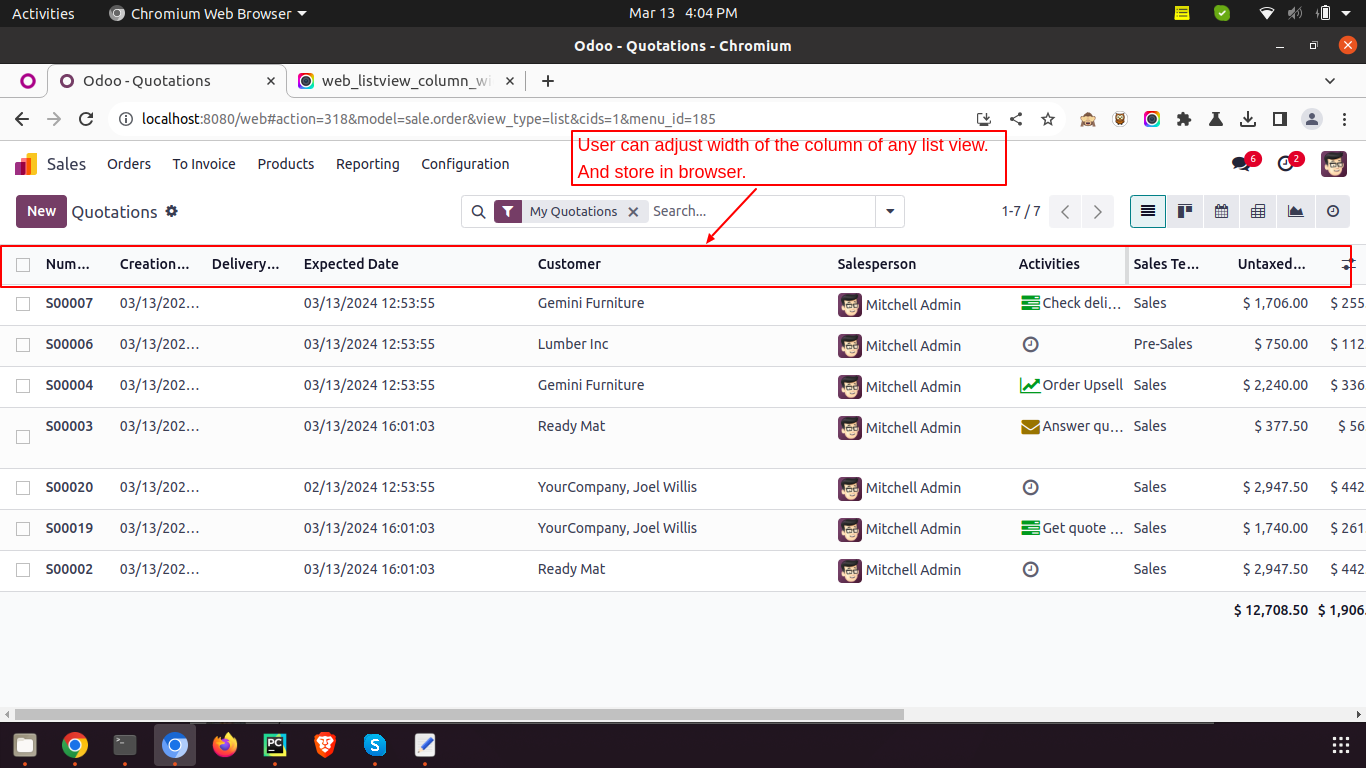 Activities Chromium Web Browser Mar 13 4:04 PM
Odoo - Quotations - Chromium
Odoo - Quotations web_listview_column_wi
localhost:8080/web#action=318&model=sale.order&view_type=list&cids=1&menu_id=185
User can adjust width of the column of any list view.
And store in browser.
Sales Orders To Invoice Products Reporting Configuration 6 2
New Quotations My Quotations Search... 1-7 / 7
Num... Creation... Delivery... Expected Date Customer Salesperson Activities Sales Te... Untaxed...
S00007 03/13/202... 03/13/2024 12:53:55 Gemini Furniture Mitchell Admin Check deli... Sales $ 1,706.00 $ 255.
S00006 03/13/202... 03/13/2024 12:53:55 Lumber Inc Mitchell Admin Pre-Sales $ 750.00 $ 112
S00004 03/13/202... 03/13/2024 12:53:55 Gemini Furniture Mitchell Admin Order Upsell Sales $ 2,240.00 $ 336
S00003 03/13/202... 03/13/2024 16:01:03 Ready Mat Mitchell Admin Answer qu... Sales $ 377.50 $ 56
S00020 03/13/202... 02/13/2024 12:53:55 YourCompany, Joel Willis Mitchell Admin Sales $ 2,947.50 $ 442
S00019 03/13/202... 03/13/2024 16:01:03 YourCompany, Joel Willis Mitchell Admin Get quote ... Sales $ 1,740.00 $ 261.
S00002 03/13/202... 03/13/2024 16:01:03 Ready Mat Mitchell Admin Sales $ 2,947.50 $ 442
$ 12,708.50 $ 1,906.
PC